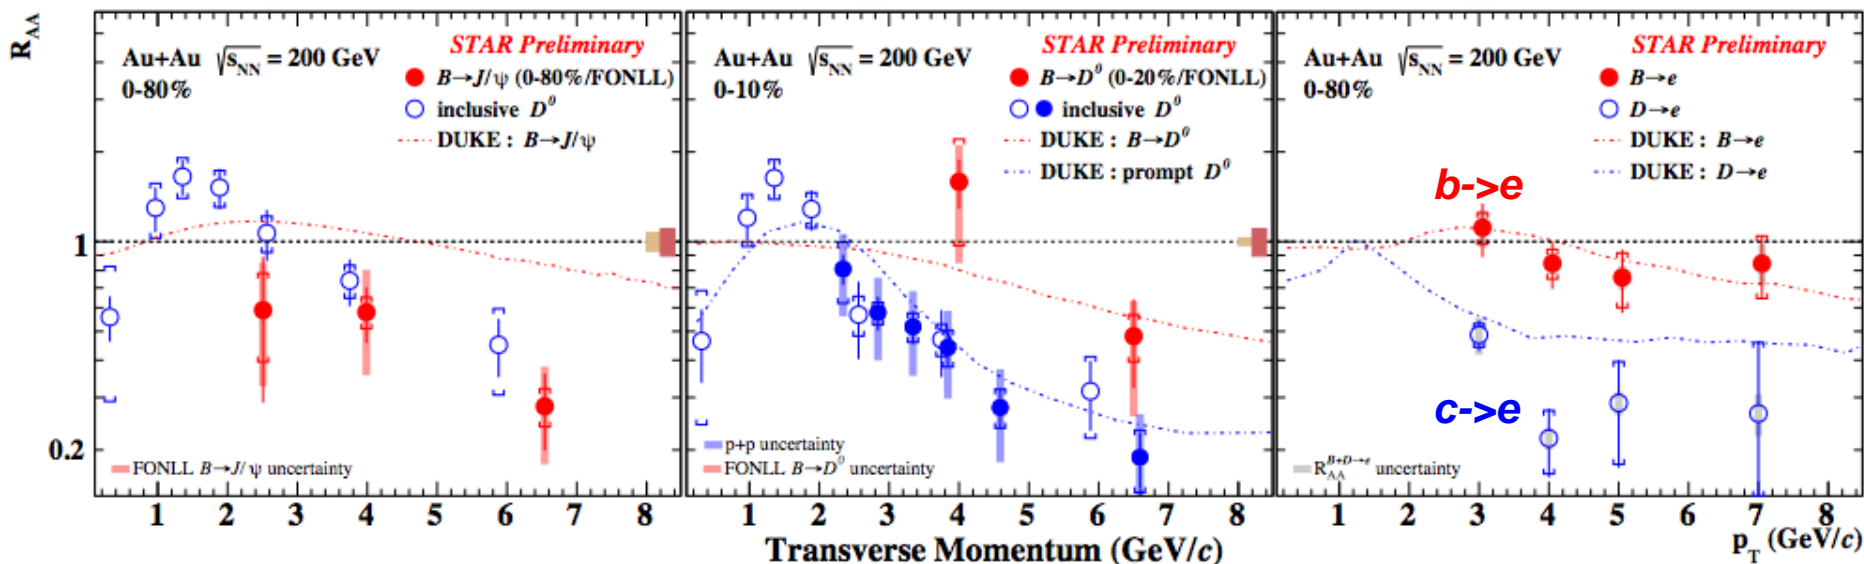 R_AA
Au+Au √s_NN = 200 GeV
0-80%
STAR Preliminary
B→J/ψ (0-80%/FONLL)
inclusive D⁰
DUKE : B→J/ψ
1
0.2
FONLL B→J/ψ uncertainty
1 2 3 4 5 6 7 8
Au+Au √s_NN = 200 GeV
0-10%
STAR Preliminary
B→D⁰ (0-20%/FONLL)
inclusive D⁰
DUKE : B→D⁰
DUKE : prompt D⁰
p+p uncertainty
FONLL B→D⁰ uncertainty
1 2 3 4 5 6 7 8
Au+Au √s_NN = 200 GeV
0-80%
STAR Preliminary
B→e
D→e
DUKE : B→e
DUKE : D→e
b->e
c->e
R_AA^B+D→e uncertainty
1 2 3 4 5 6 7 8
Transverse Momentum (GeV/c)
p_T (GeV/c)